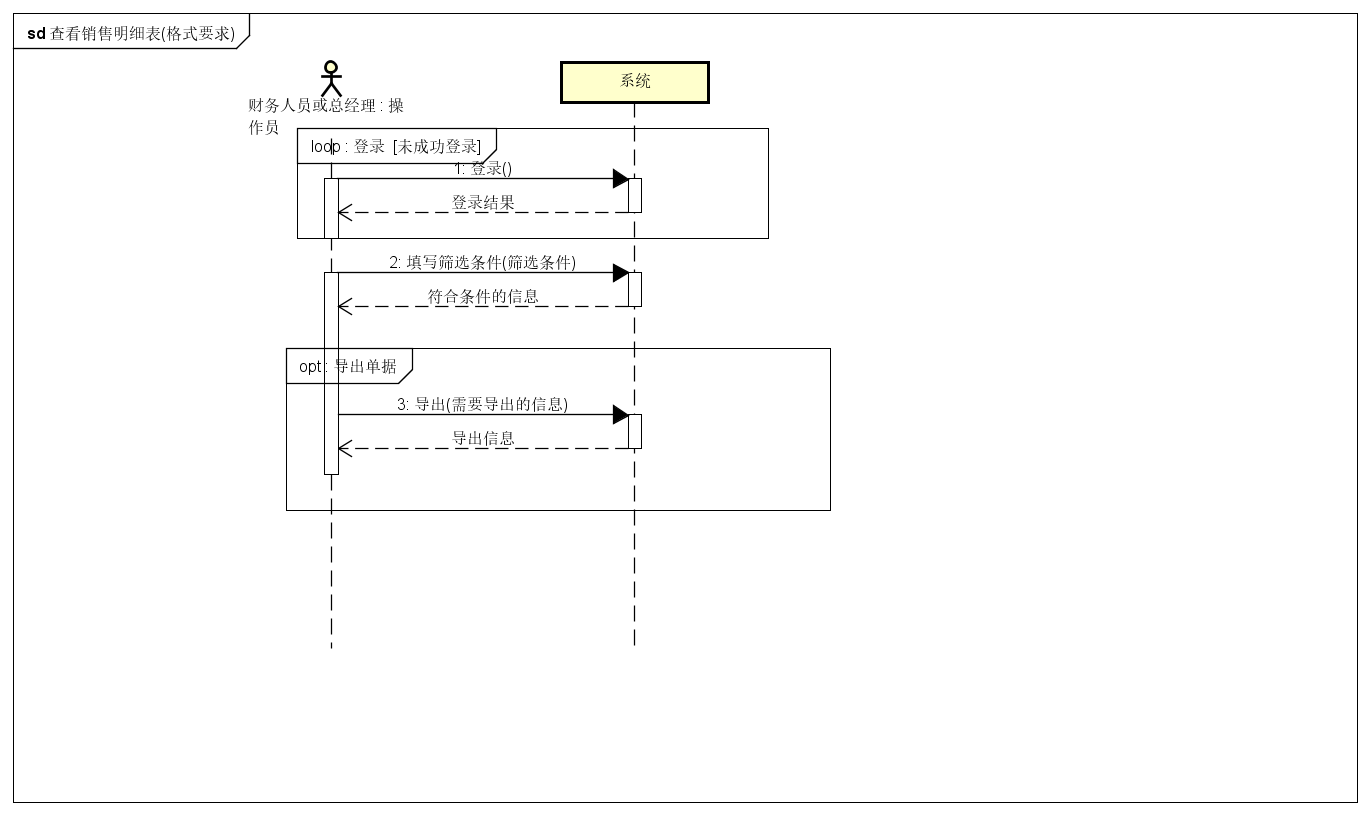 sd 查看销售明细表(格式要求)
系统
财务人员或总经理 : 操
作员
loop : 登录 [未成功登录]
1: 登录()
登录结果
2: 填写筛选条件(筛选条件)
符合条件的信息
opt : 导出单据
3: 导出(需要导出的信息)
导出信息